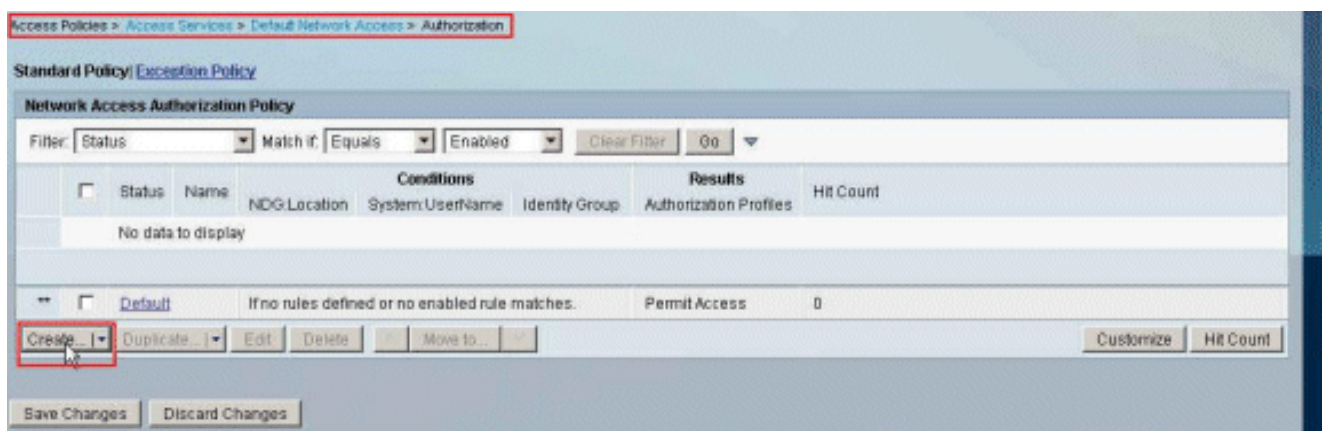 Access Policies > Access Services > Default Network Access > Authorization
Standard Policy| Exception Policy
Network Access Authorization Policy
Filter: Status Match if: Equals Enabled Clear Filter Go
Conditions Results
Status Name NDG:Location System:UserName Identity Group Authorization Profiles Hit Count
No data to display
** Default If no rules defined or no enabled rule matches. Permit Access 0
Create... | Duplicate... | Edit Delete Move to... Customize Hit Count
Save Changes Discard Changes